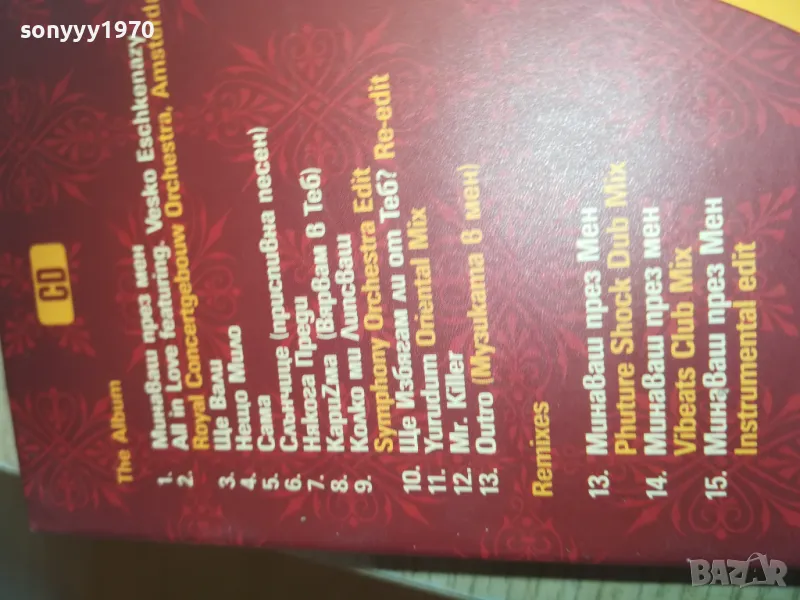 sonyyy1970
CD
The Album
1. Минаваш през мен
2. All in Love featuring. Vesko Eschkenazy
Royal Concertgebouw Orchestra, Amsterda
3. Ще Вали
4. Нещо Мило
5. Сама
6. Слънчице (приспивна песен)
7. Някога Преди
8. КариZма (Вярвам в Теб)
9. Колко ми Липсваш
Symphony Orchestra Edit
10. Ще Избягам ли от Теб? Re-edit
11. Yurudum Oriental Mix
12. Mr. Killer
13. Outro (Музиката в мен)
Remixes
13. Минаваш през Мен
Phuture Shock Dub Mix
14. Минаваш през мен
Vibeats Club Mix
15. Минаваш през Мен
Instrumental edit
BAZAR